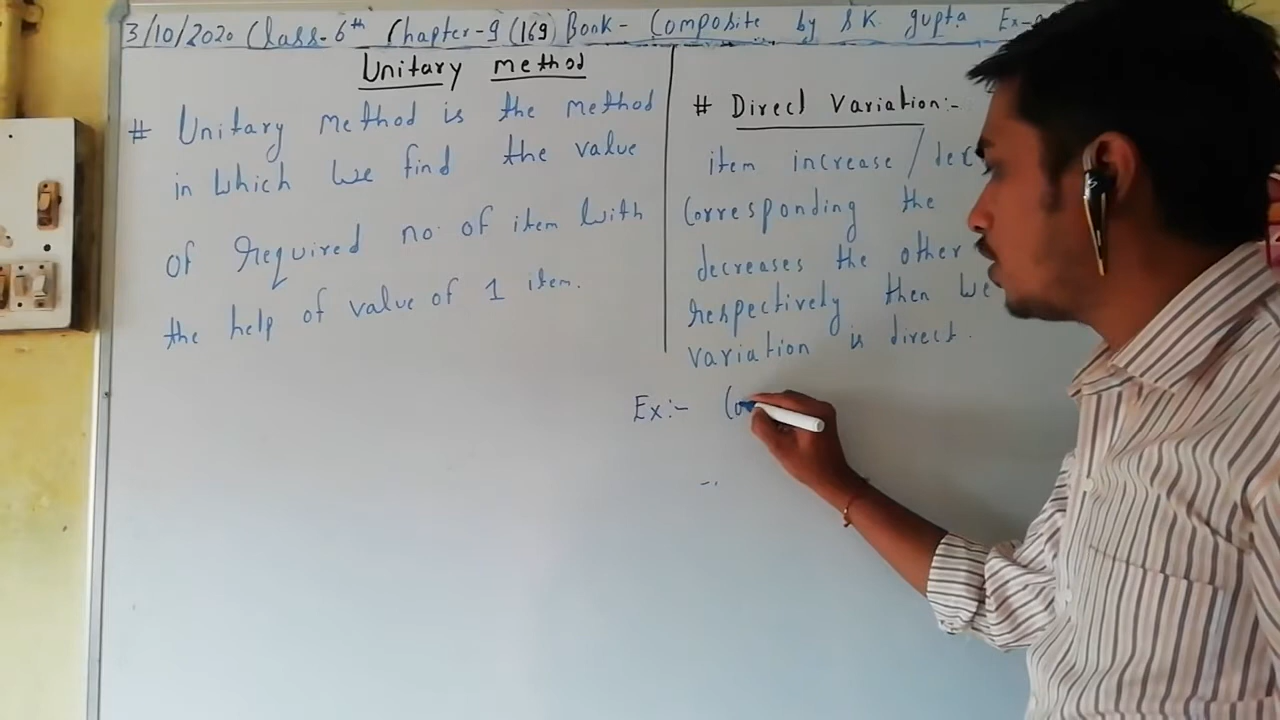 3/10/2020 Class-6th Chapter-9 (169) Book - Composite by S.K. gupta Ex-
Unitary method
# Unitary method is the method
in which we find the value
of required no. of item with
the help of value of 1 item.
# Direct Variation:-
item increase /
Corresponding the
decreases the other
respectively then we
variation is direct.
Ex:-